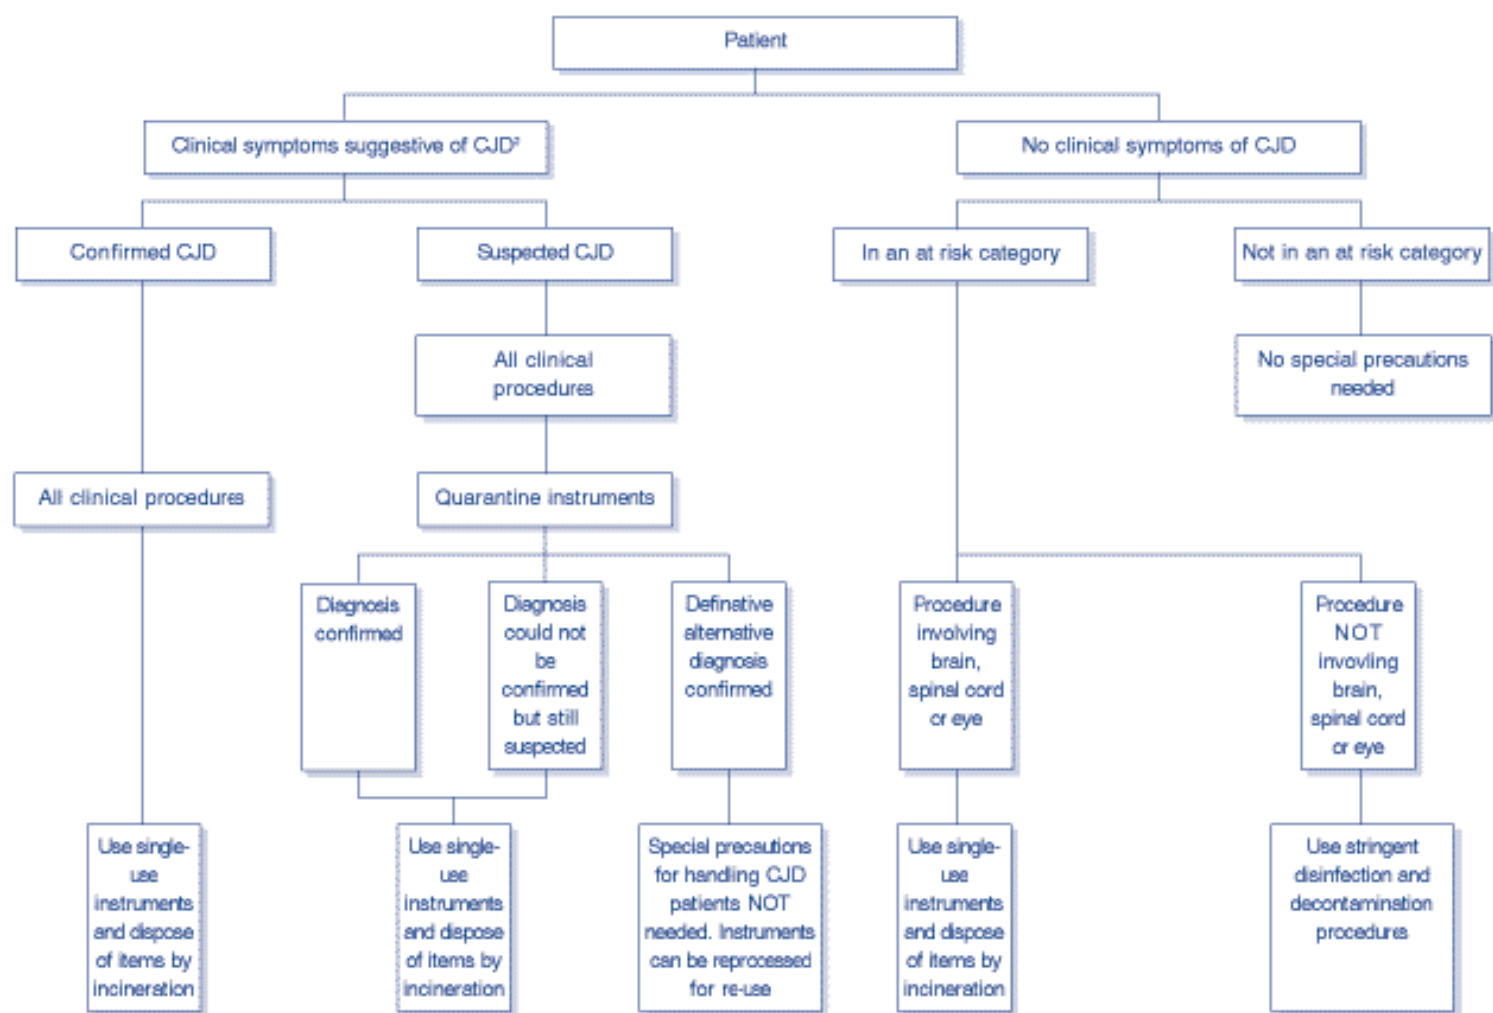 Patient
Clinical symptoms suggestive of CJD²
No clinical symptoms of CJD
Confirmed CJD
Suspected CJD
In an at risk category
Not in an at risk category
All clinical
procedures
No special precautions
needed
All clinical procedures
Quarantine instruments
Diagnosis
confirmed
Diagnosis
could not
be
confirmed
but still
suspected
Definative
alternative
diagnosis
confirmed
Procedure
involving
brain,
spinal cord
or eye
Procedure
NOT
invovling
brain,
spinal cord
or eye
Use single-
use
instruments
and dispose
of items by
incineration
Use single-
use
instruments
and dispose
of items by
incineration
Special precautions
for handling CJD
patients NOT
needed. Instruments
can be reprocessed
for re-use
Use single-
use
instruments
and dispose
of items by
incineration
Use stringent
disinfection and
decontamination
procedures